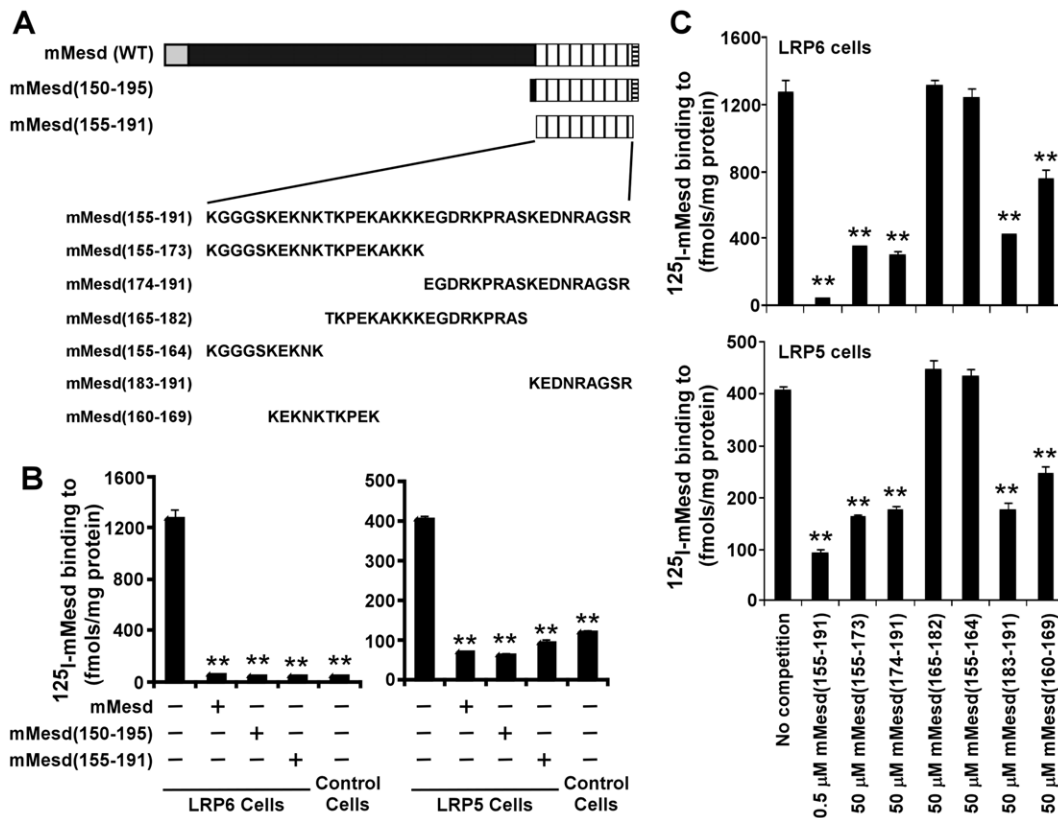 A
mMesd (WT)
mMesd(150-195)
mMesd(155-191)
mMesd(155-191) KGGGSKEKNKTKPEKAKKKEGDRKPRASKEDNRAGSR
mMesd(155-173) KGGGSKEKNKTKPEKAKKK
mMesd(174-191) EGDRKPRASKEDNRAGSR
mMesd(165-182) TKPEKAKKKEGDRKPRAS
mMesd(155-164) KGGGSKEKNK
mMesd(183-191) KEDNRAGSR
mMesd(160-169) KEKNKTKPEK
B
125I-mMesd binding to
(fmols/mg protein)
1600
1200
800
400
0
** ** ** **
500
400
300
200
100
0
** ** ** **
mMesd − + − − − − + − − −
mMesd(150-195) − − + − − − − + − −
mMesd(155-191) − − − + − − − − + −
LRP6 Cells
Control
Cells
LRP5 Cells
Control
Cells
C
125I-mMesd binding to
(fmols/mg protein)
1600
1200
800
400
0
LRP6 cells
** ** ** ** **
125I-mMesd binding to
(fmols/mg protein)
500
400
300
200
100
0
LRP5 cells
** ** ** ** **
No competition
0.5 µM mMesd(155-191)
50 µM mMesd(155-173)
50 µM mMesd(174-191)
50 µM mMesd(165-182)
50 µM mMesd(155-164)
50 µM mMesd(183-191)
50 µM mMesd(160-169)